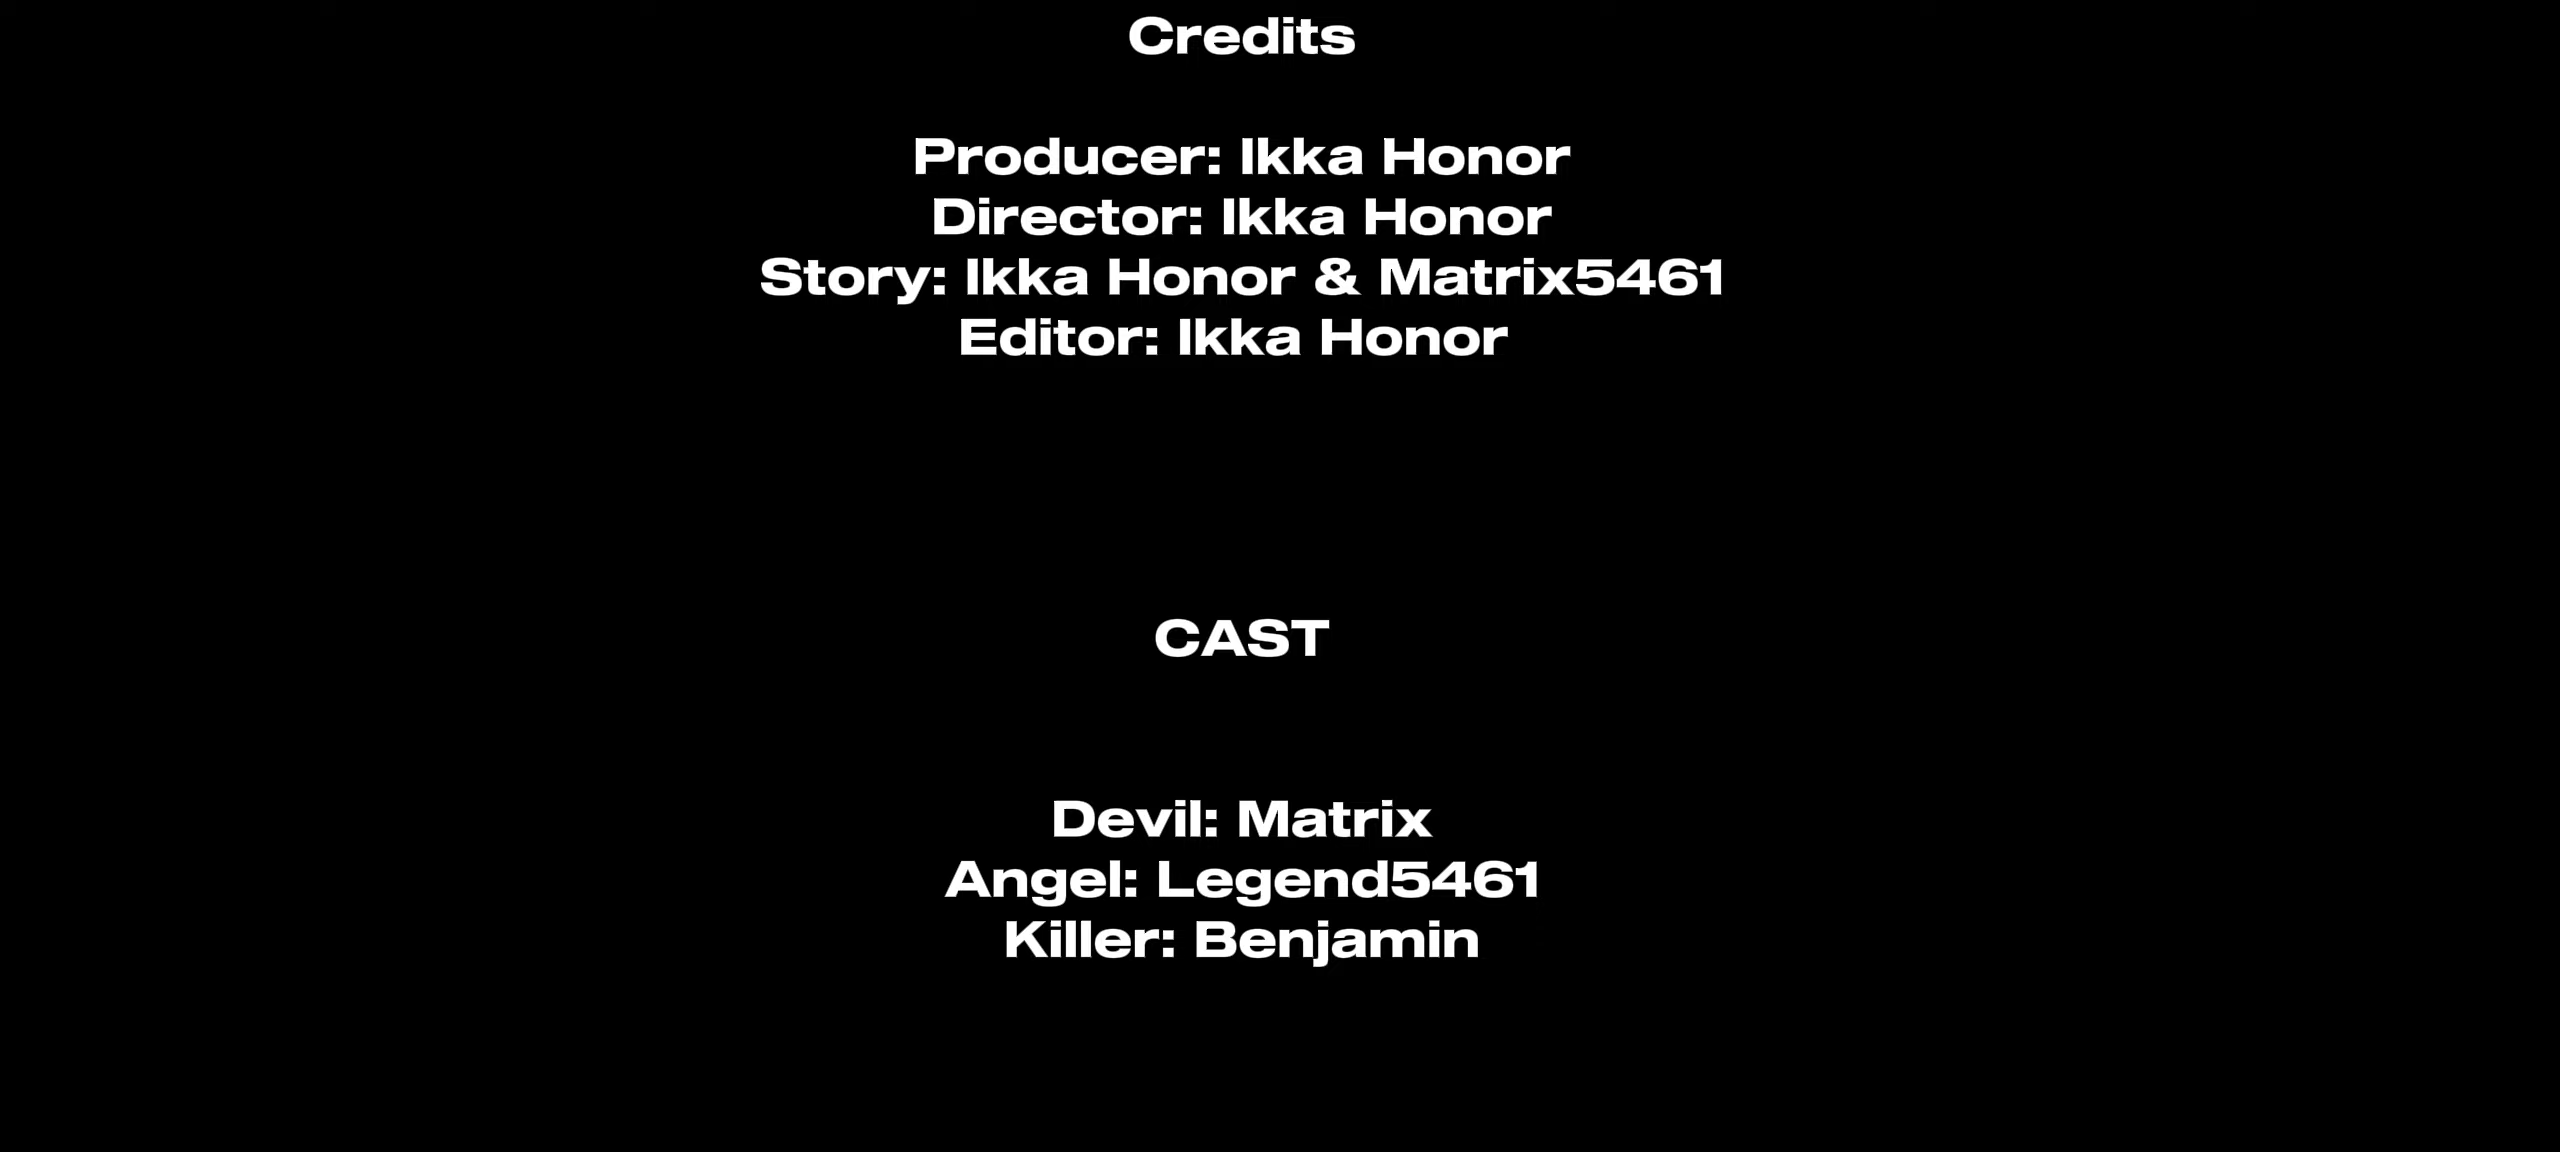 Credits
Producer: Ikka Honor
Director: Ikka Honor
Story: Ikka Honor & Matrix5461
Editor: Ikka Honor
CAST
Devil: Matrix
Angel: Legend5461
Killer: Benjamin